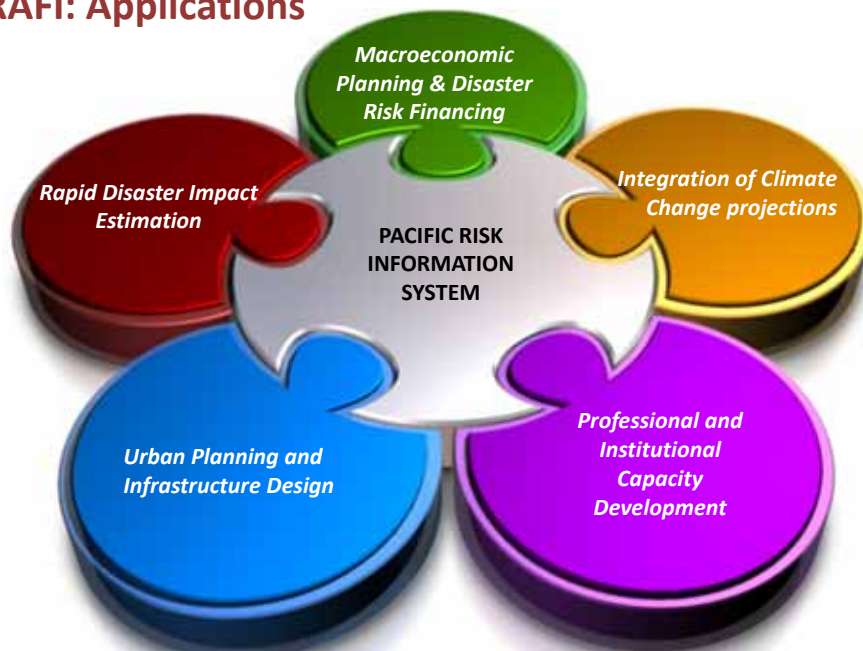 RAFI: Applications
Macroeconomic
Planning & Disaster
Risk Financing
Rapid Disaster Impact
Estimation
Integration of Climate
Change projections
PACIFIC RISK
INFORMATION
SYSTEM
Urban Planning and
Infrastructure Design
Professional and
Institutional
Capacity
Development